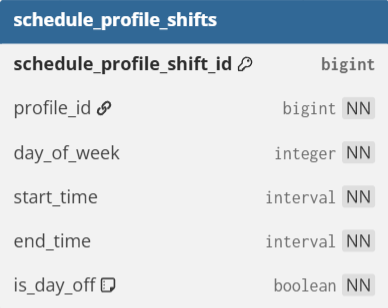 schedule_profile_shifts
schedule_profile_shift_id bigint
profile_id bigint NN
day_of_week integer NN
start_time interval NN
end_time interval NN
is_day_off boolean NN